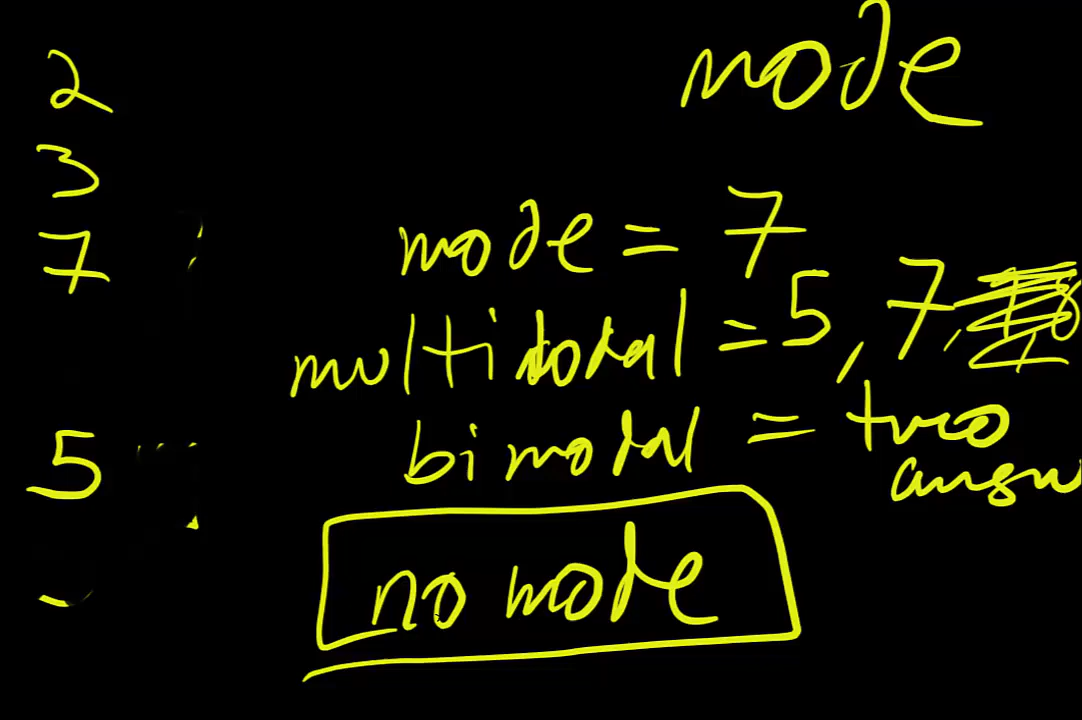 mode
2
3
7
5
mode = 7
multimodal = 5, 7,
bimodal = two
answ
no mode